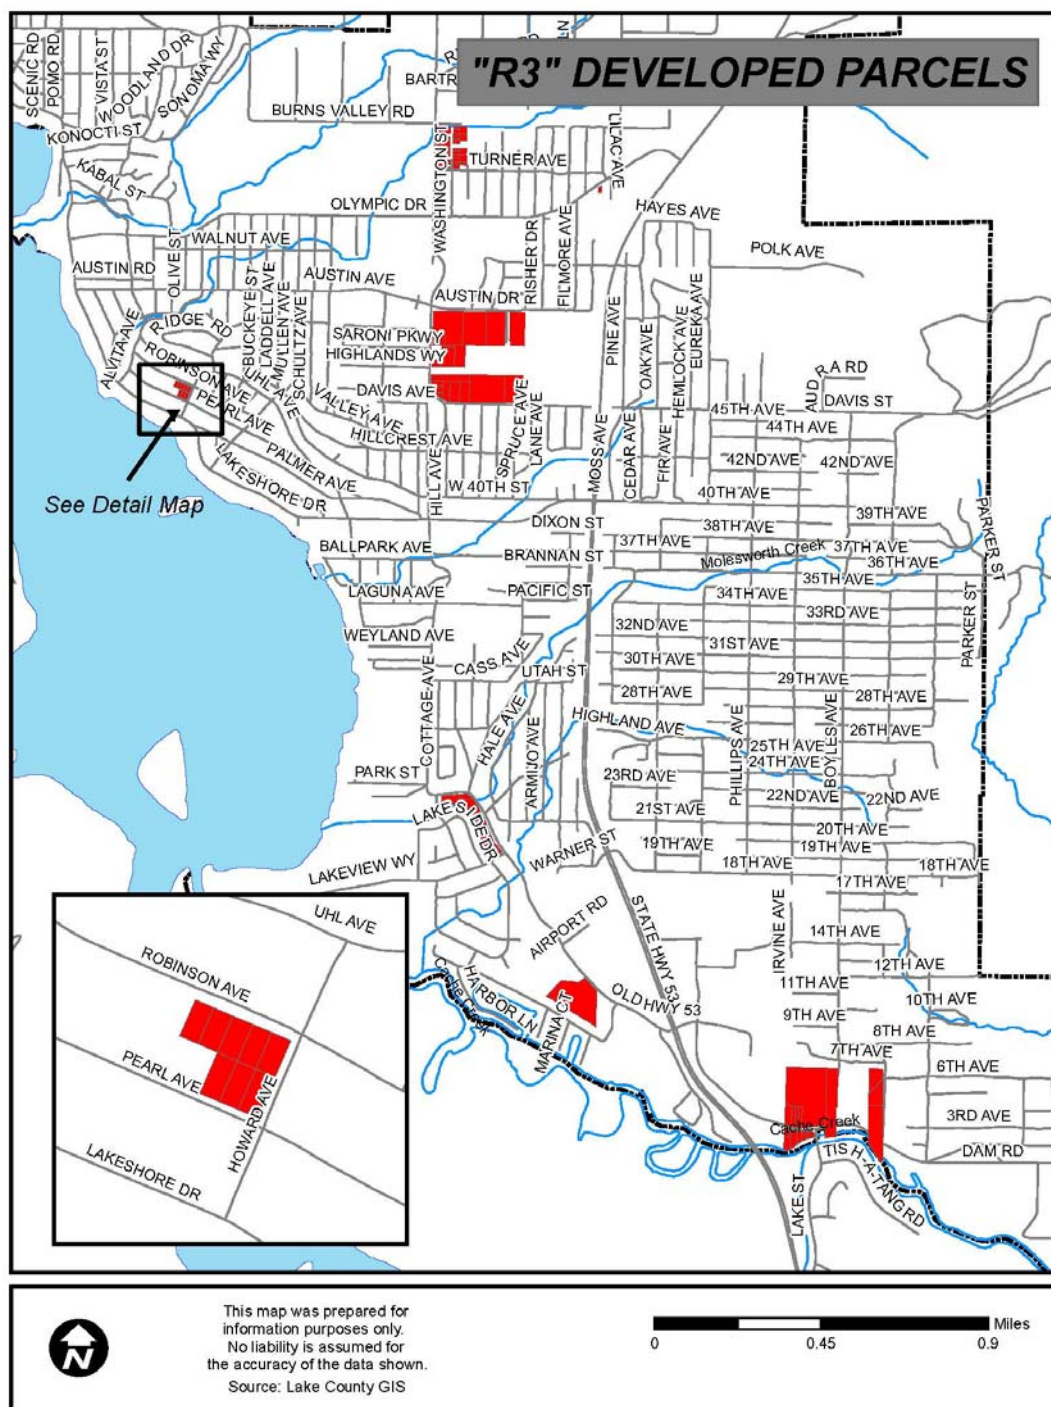 "R3" DEVELOPED PARCELS
SCENIC RD
POMO RD
VISTA ST
WOODLAND DR
SONOMA WY
KONOCTI ST
KABAL ST
BURNS VALLEY RD
WASHINGTON ST
TURNER AVE
LILAC AVE
OLYMPIC DR
HAYES AVE
POLK AVE
WALNUT AVE
AUSTIN RD
OLIVE ST
BUCKEYE ST
LADDELL AVE
MULLEN AVE
SCHULTZ AVE
AUSTIN AVE
AUSTIN DR
RISHER DR
FILMORE AVE
ALVITA AVE
RIDGE RD
SARONI PKWY
HIGHLANDS WY
DAVIS AVE
ROBINSON AVE
UHL AVE
PEARL AVE
VALLEY AVE
HILLCREST AVE
PALMER AVE
LAKESHORE DR
See Detail Map
HILL AVE
SPRUCE AVE
LANE AVE
W 40TH ST
MOSS AVE
PINE AVE
CEDAR AVE
OAK AVE
FIR AVE
HEMLOCK AVE
EUREKA AVE
AUDRA RD
DAVIS ST
45TH AVE
44TH AVE
42ND AVE
42ND AVE
40TH AVE
39TH AVE
38TH AVE
DIXON ST
37TH AVE
37TH AVE
Molesworth Creek
36TH AVE
35TH AVE
PARKER ST
PARKER ST
BALLPARK AVE
BRANNAN ST
LAGUNA AVE
PACIFIC ST
34TH AVE
33RD AVE
WEYLAND AVE
32ND AVE
31ST AVE
CASS AVE
UTAH ST
30TH AVE
29TH AVE
28TH AVE
28TH AVE
COTTAGE AVE
HALE AVE
ARMIJO AVE
HIGHLAND AVE
PHILLIPS AVE
BOYLES AVE
26TH AVE
25TH AVE
24TH AVE
PARK ST
23RD AVE
22ND AVE
22ND AVE
21ST AVE
20TH AVE
LAKESIDE DR
19TH AVE
19TH AVE
WARNER ST
18TH AVE
18TH AVE
LAKEVIEW WY
17TH AVE
IRVINE AVE
STATE HWY 53
AIRPORT RD
14TH AVE
12TH AVE
11TH AVE
10TH AVE
9TH AVE
8TH AVE
7TH AVE
6TH AVE
3RD AVE
DAM RD
OLD HWY 53
MARINA CT
HARBOR LN
Cache Creek
Cache Creek
TISH-A-TANG RD
LAKE ST
UHL AVE
ROBINSON AVE
PEARL AVE
HOWARD AVE
LAKESHORE DR
N
This map was prepared for
information purposes only.
No liability is assumed for
the accuracy of the data shown.
Source: Lake County GIS
Miles
0 0.45 0.9